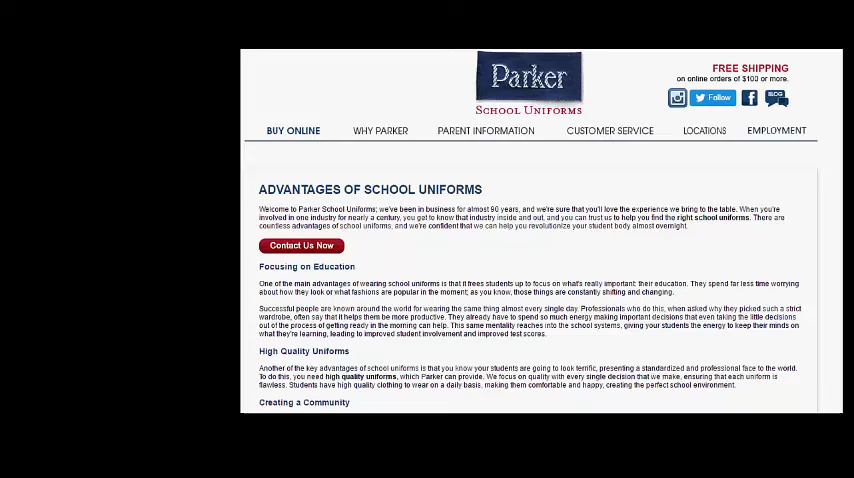 Parker
SCHOOL UNIFORMS
FREE SHIPPING
on online orders of $100 or more.
Follow
BLOG
BUY ONLINE WHY PARKER PARENT INFORMATION CUSTOMER SERVICE LOCATIONS EMPLOYMENT
ADVANTAGES OF SCHOOL UNIFORMS
Welcome to Parker School Uniforms; we've been in business for almost 90 years, and we're sure that you'll love the experience we bring to the table. When you're
involved in one industry for nearly a century, you get to know that industry inside and out, and you can trust us to help you find the right school uniforms. There are
countless advantages of school uniforms, and we're confident that we can help you revolutionize your student body almost overnight.
Contact Us Now
Focusing on Education
One of the main advantages of wearing school uniforms is that it frees students up to focus on what's really important; their education. They spend far less time worrying
about how they look or what fashions are popular in the moment; as you know, those things are constantly shifting and changing.
Successful people are known around the world for wearing the same thing almost every single day. Professionals who do this, when asked why they picked such a strict
wardrobe, often say that it helps them be more productive. They already have to spend so much energy making important decisions that even taking the little decisions
out of the process of getting ready in the morning can help. This same mentality reaches into the school systems, giving your students the energy to keep their minds on
what they're learning, leading to improved student involvement and improved test scores.
High Quality Uniforms
Another of the key advantages of school uniforms is that you know your students are going to look terrific, presenting a standardized and professional face to the world.
To do this, you need high quality uniforms, which Parker can provide. We focus on quality with every single decision that we make, ensuring that each uniform is
flawless. Students have high quality clothing to wear on a daily basis, making them comfortable and happy, creating the perfect school environment.
Creating a Community